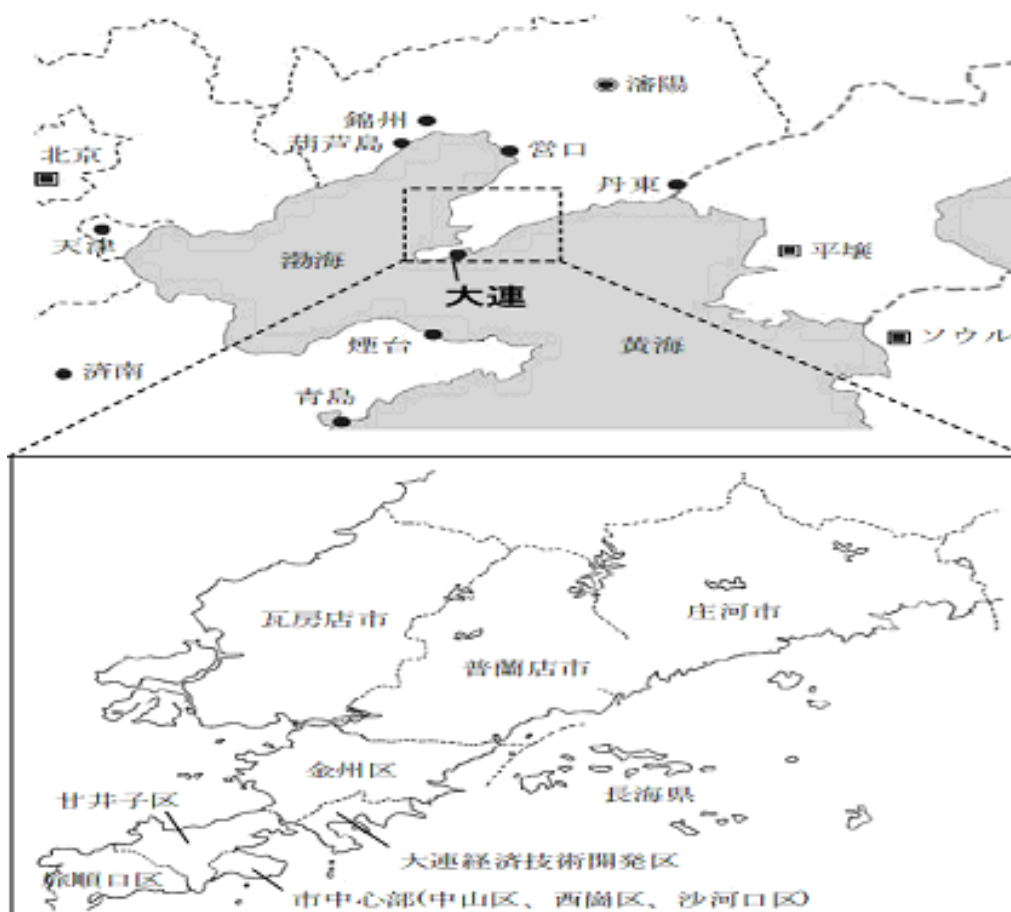 瀋陽
錦州
葫芦島
営口
北京
丹東
天津
渤海
平壌
大連
ソウル
煙台
黄海
済南
青島
瓦房店市
庄河市
普蘭店市
金州区
甘井子区
長海県
大連経済技術開発区
旅順口区
市中心部(中山区、西崗区、沙河口区)